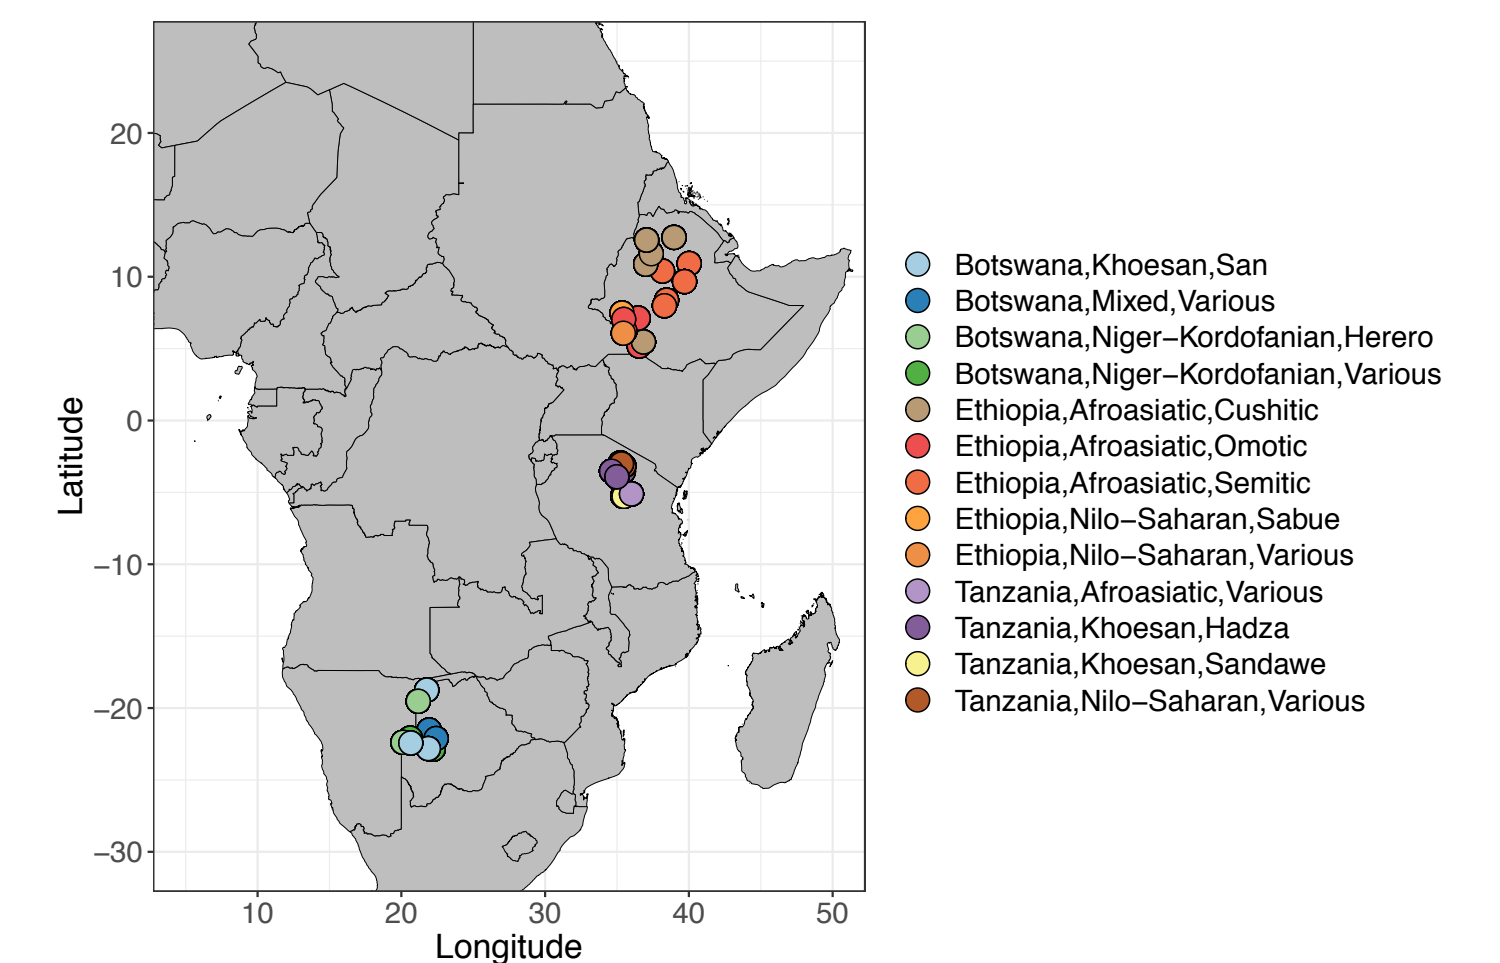 20
10
0
−10
−20
−30
Latitude
10
20
30
40
50
Longitude
Botswana,Khoesan,San
Botswana,Mixed,Various
Botswana,Niger−Kordofanian,Herero
Botswana,Niger−Kordofanian,Various
Ethiopia,Afroasiatic,Cushitic
Ethiopia,Afroasiatic,Omotic
Ethiopia,Afroasiatic,Semitic
Ethiopia,Nilo−Saharan,Sabue
Ethiopia,Nilo−Saharan,Various
Tanzania,Afroasiatic,Various
Tanzania,Khoesan,Hadza
Tanzania,Khoesan,Sandawe
Tanzania,Nilo−Saharan,Various